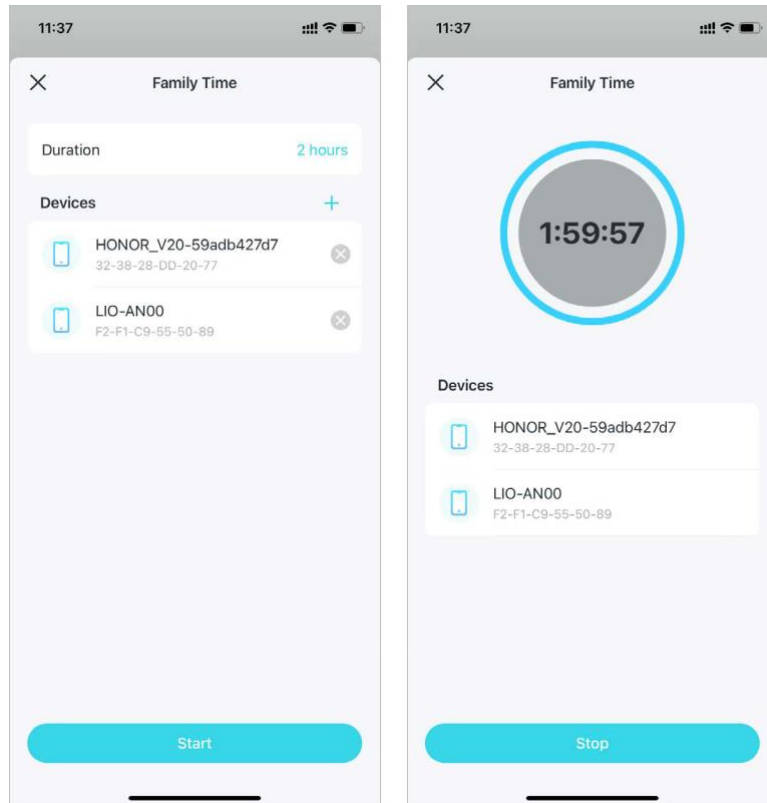 11:37
Family Time
Duration 2 hours
Devices +
HONOR_V20-59adb427d7
32-38-28-DD-20-77
LIO-AN00
F2-F1-C9-55-50-89
Start
11:37
Family Time
1:59:57
Devices
HONOR_V20-59adb427d7
32-38-28-DD-20-77
LIO-AN00
F2-F1-C9-55-50-89
Stop